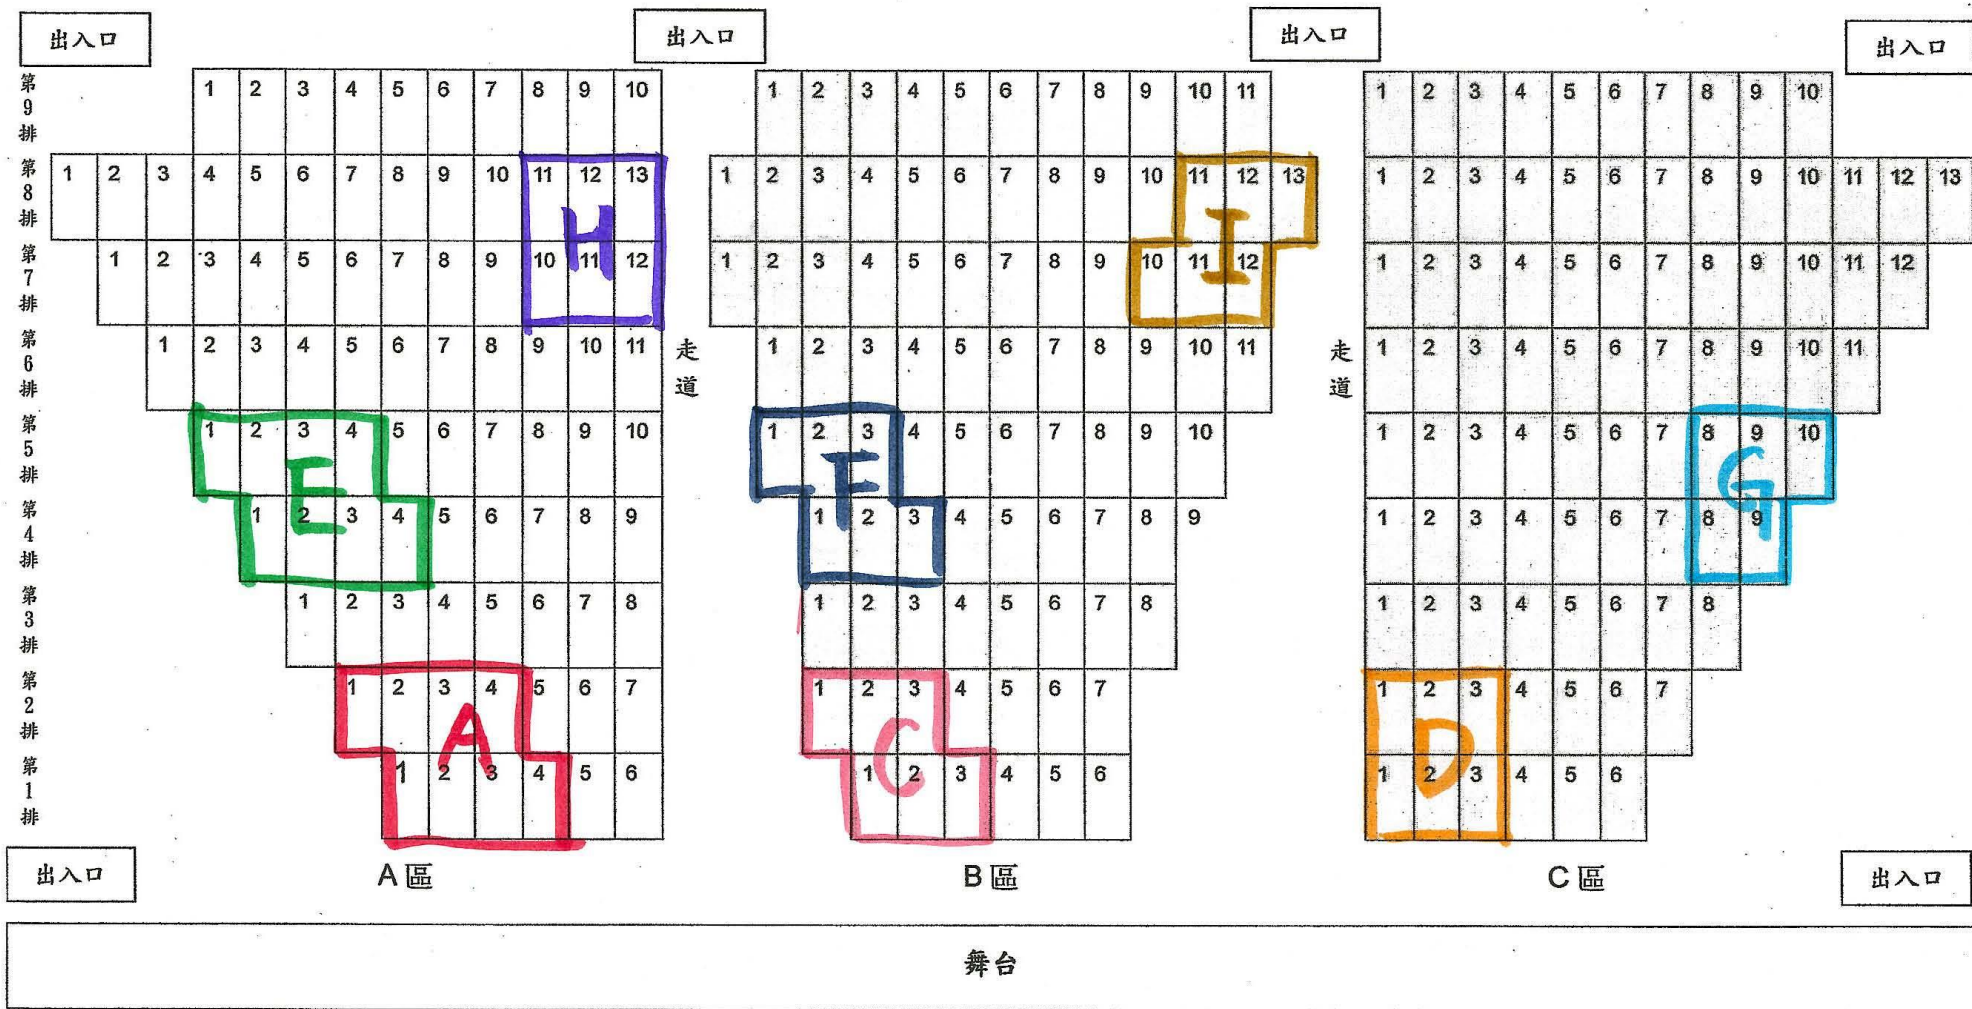 出入口 出入口 出入口 出入口
第9排 1 2 3 4 5 6 7 8 9 10 1 2 3 4 5 6 7 8 9 10 11 1 2 3 4 5 6 7 8 9 10
第8排 1 2 3 4 5 6 7 8 9 10 11 12 13 1 2 3 4 5 6 7 8 9 10 11 12 13 1 2 3 4 5 6 7 8 9 10 11 12 13
H I
第7排 1 2 3 4 5 6 7 8 9 10 11 12 1 2 3 4 5 6 7 8 9 10 11 12 1 2 3 4 5 6 7 8 9 10 11 12
第6排 1 2 3 4 5 6 7 8 9 10 11 走道 1 2 3 4 5 6 7 8 9 10 11 走道 1 2 3 4 5 6 7 8 9 10 11
第5排 1 2 3 4 5 6 7 8 9 10 1 2 3 4 5 6 7 8 9 10 1 2 3 4 5 6 7 8 9 10
E F G
第4排 1 2 3 4 5 6 7 8 9 1 2 3 4 5 6 7 8 9 1 2 3 4 5 6 7 8 9
第3排 1 2 3 4 5 6 7 8 1 2 3 4 5 6 7 8 1 2 3 4 5 6 7 8
第2排 1 2 3 4 5 6 7 1 2 3 4 5 6 7 1 2 3 4 5 6 7
A C D
第1排 1 2 3 4 5 6 1 2 3 4 5 6 1 2 3 4 5 6
出入口 A區 B區 C區 出入口
舞台